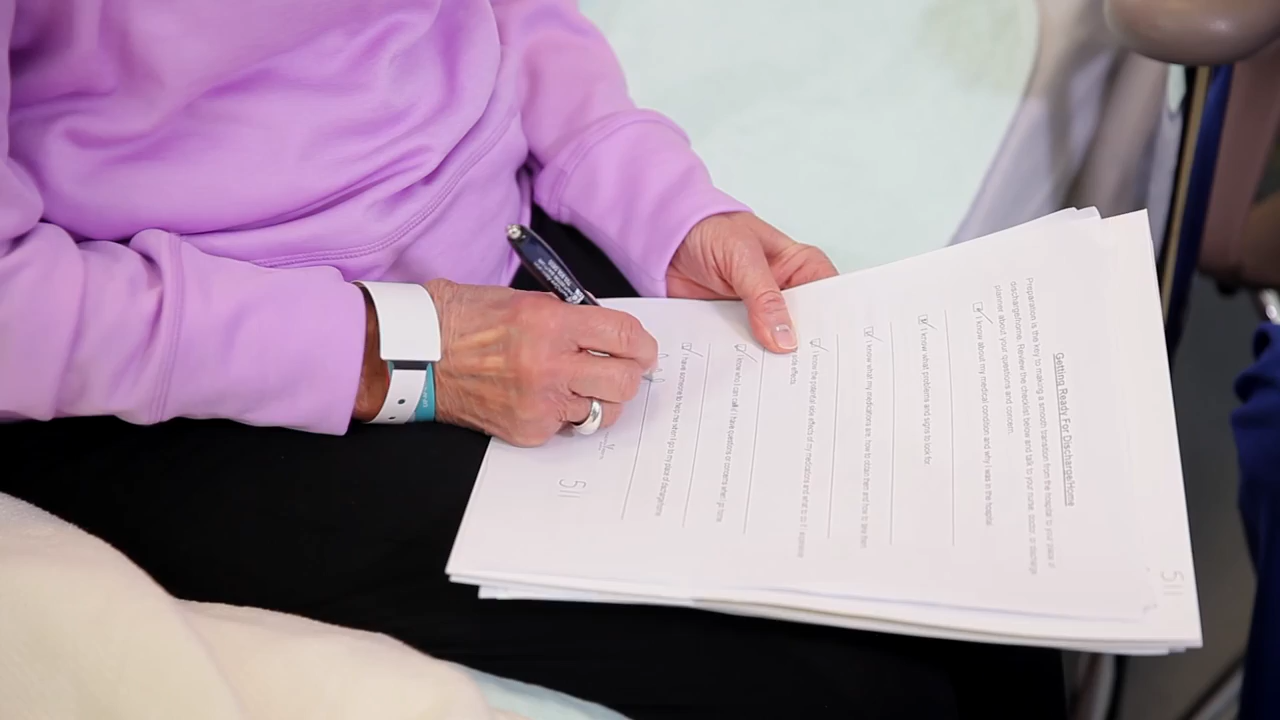 511
Getting Ready For Discharge/Home
Preparation is the key to making a smooth transition from the hospital to your place of
discharge/home. Review the checklist below and talk to your nurse, doctor, or discharge
planner about your questions and concern.
I know about my medical condition and why I was in the hospital
I know what problems and signs to look for
I know what my medications are, how to obtain them and how to take them
I know the potential side effects of my medications and what to do if I experience
side effects
I know who I can call if I have questions or concerns when I go home
I have someone to help me when I go to my place of discharge/home
511